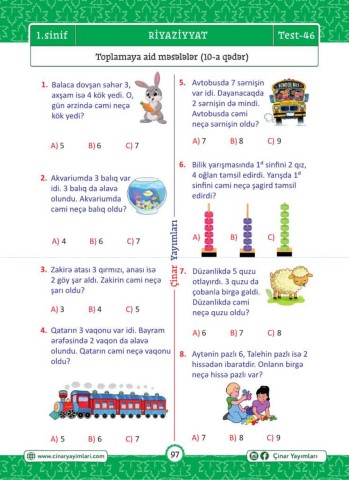 1.sinif
RİYAZİYYAT
Test-46
Toplamaya aid məsələlər (10-a qədər)
1. Balaca dovşan səhər 3,
axşam isə 4 kök yedi. O,
gün ərzində cəmi neçə
kök yedi?
A) 5 B) 6 C) 7
2. Akvariumda 3 balıq var
idi. 3 balıq da əlavə
olundu. Akvariumda
cəmi neçə balıq oldu?
A) 4 B) 6 C) 7
3. Zakirə atası 3 qırmızı, anası isə
2 göy şar aldı. Zakirin cəmi neçə
şarı oldu?
A) 3 B) 4 C) 5
4. Qatarın 3 vaqonu var idi. Bayram
ərəfəsində 2 vaqon da əlavə
olundu. Qatarın cəmi neçə vaqonu
oldu?
A) 5 B) 6 C) 7
Çinar Yayımları
5. Avtobusda 7 sərnişin
var idi. Dayanacaqda
2 sərnişin də mindi.
Avtobusda cəmi
neçə sərnişin oldu?
SCHOOL BUS
A) 7 B) 8 C) 9
6. Bilik yarışmasında 1ᵈ sinfini 2 qız,
4 oğlan təmsil edirdi. Yarışda 1ᵈ
sinfini cəmi neçə şagird təmsil
edirdi?
A) B) C)
7. Düzənlikdə 5 quzu
otlayırdı. 3 quzu da
çobanla birgə gəldi.
Düzənlikdə cəmi
neçə quzu oldu?
A) 6 B) 7 C) 8
8. Aytənin pazlı 6, Talehin pazlı isə 2
hissədən ibarətdir. Onların birgə
neçə hissə pazlı var?
A) 7 B) 8 C) 9
www.cinaryayimlari.com
97
Çinar Yayımları